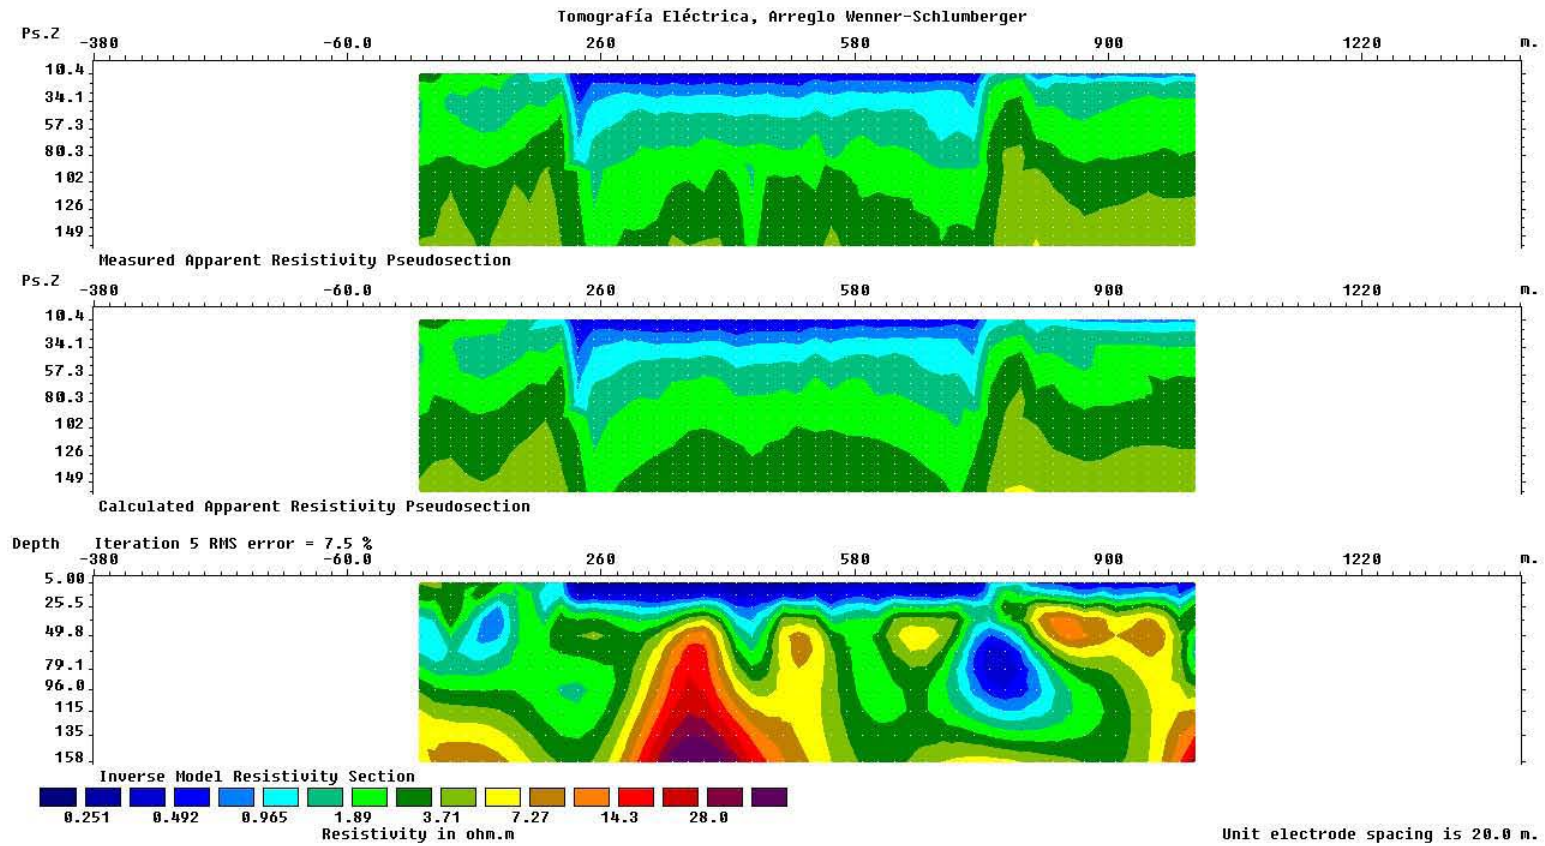 Tomografía Eléctrica, Arreglo Wenner-Schlumberger
Ps.Z
-380 -60.0 260 580 900 1220 m.
10.4
34.1
57.3
80.3
102
126
149
Measured Apparent Resistivity Pseudosection
Ps.Z
-380 -60.0 260 580 900 1220 m.
10.4
34.1
57.3
80.3
102
126
149
Calculated Apparent Resistivity Pseudosection
Depth Iteration 5 RMS error = 7.5 %
-380 -60.0 260 580 900 1220 m.
5.00
25.5
49.8
79.1
96.0
115
135
158
Inverse Model Resistivity Section
0.251 0.492 0.965 1.89 3.71 7.27 14.3 28.0
Resistivity in ohm.m Unit electrode spacing is 20.0 m.